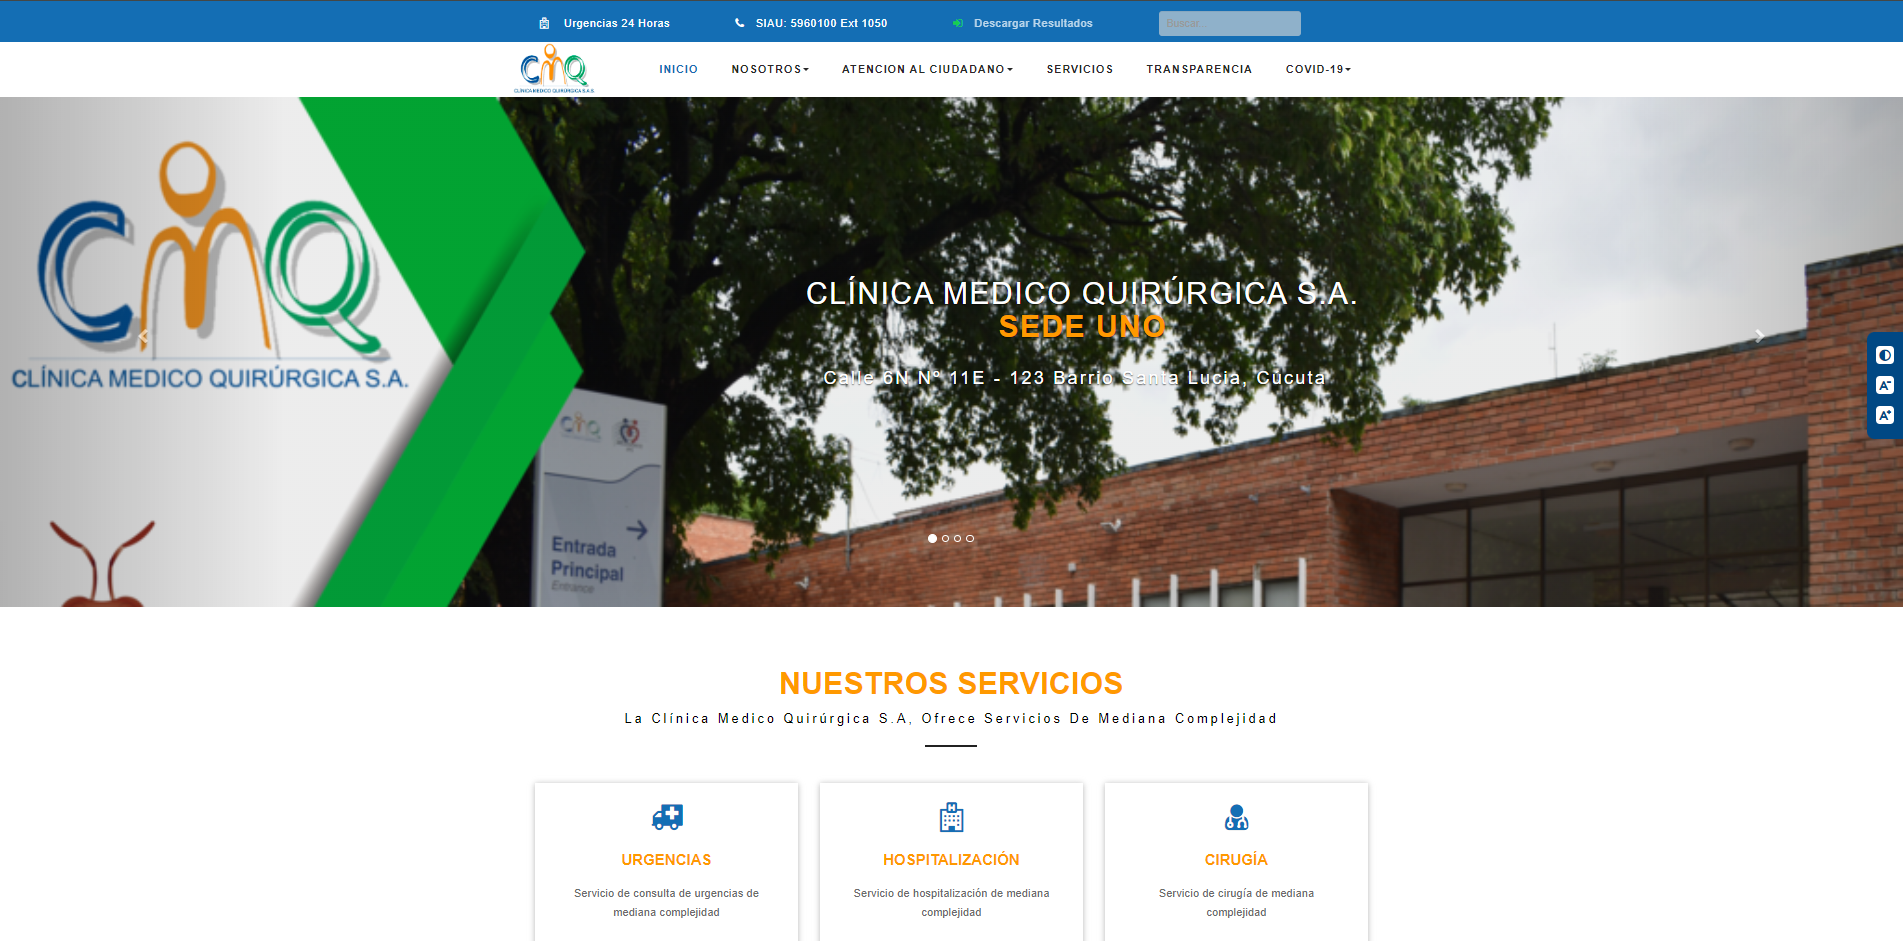 Urgencias 24 Horas
SIAU: 5960100 Ext 1050
Descargar Resultados
Buscar...
CMQ
CLÍNICA MEDICO QUIRÚRGICA S.A.S.
INICIO
NOSOTROS
ATENCION AL CIUDADANO
SERVICIOS
TRANSPARENCIA
COVID-19
CMQ
CLÍNICA MEDICO QUIRÚRGICA S.A.
CLÍNICA MEDICO QUIRÚRGICA S.A.
SEDE UNO
Calle 6N Nº 11E - 123 Barrio Santa Lucia, Cúcuta
CMQ
Entrada
Principal
Entrance
A-
A+
NUESTROS SERVICIOS
La Clínica Medico Quirúrgica S.A, Ofrece Servicios De Mediana Complejidad
URGENCIAS
Servicio de consulta de urgencias de
mediana complejidad
HOSPITALIZACIÓN
Servicio de hospitalización de mediana
complejidad
CIRUGÍA
Servicio de cirugía de mediana
complejidad